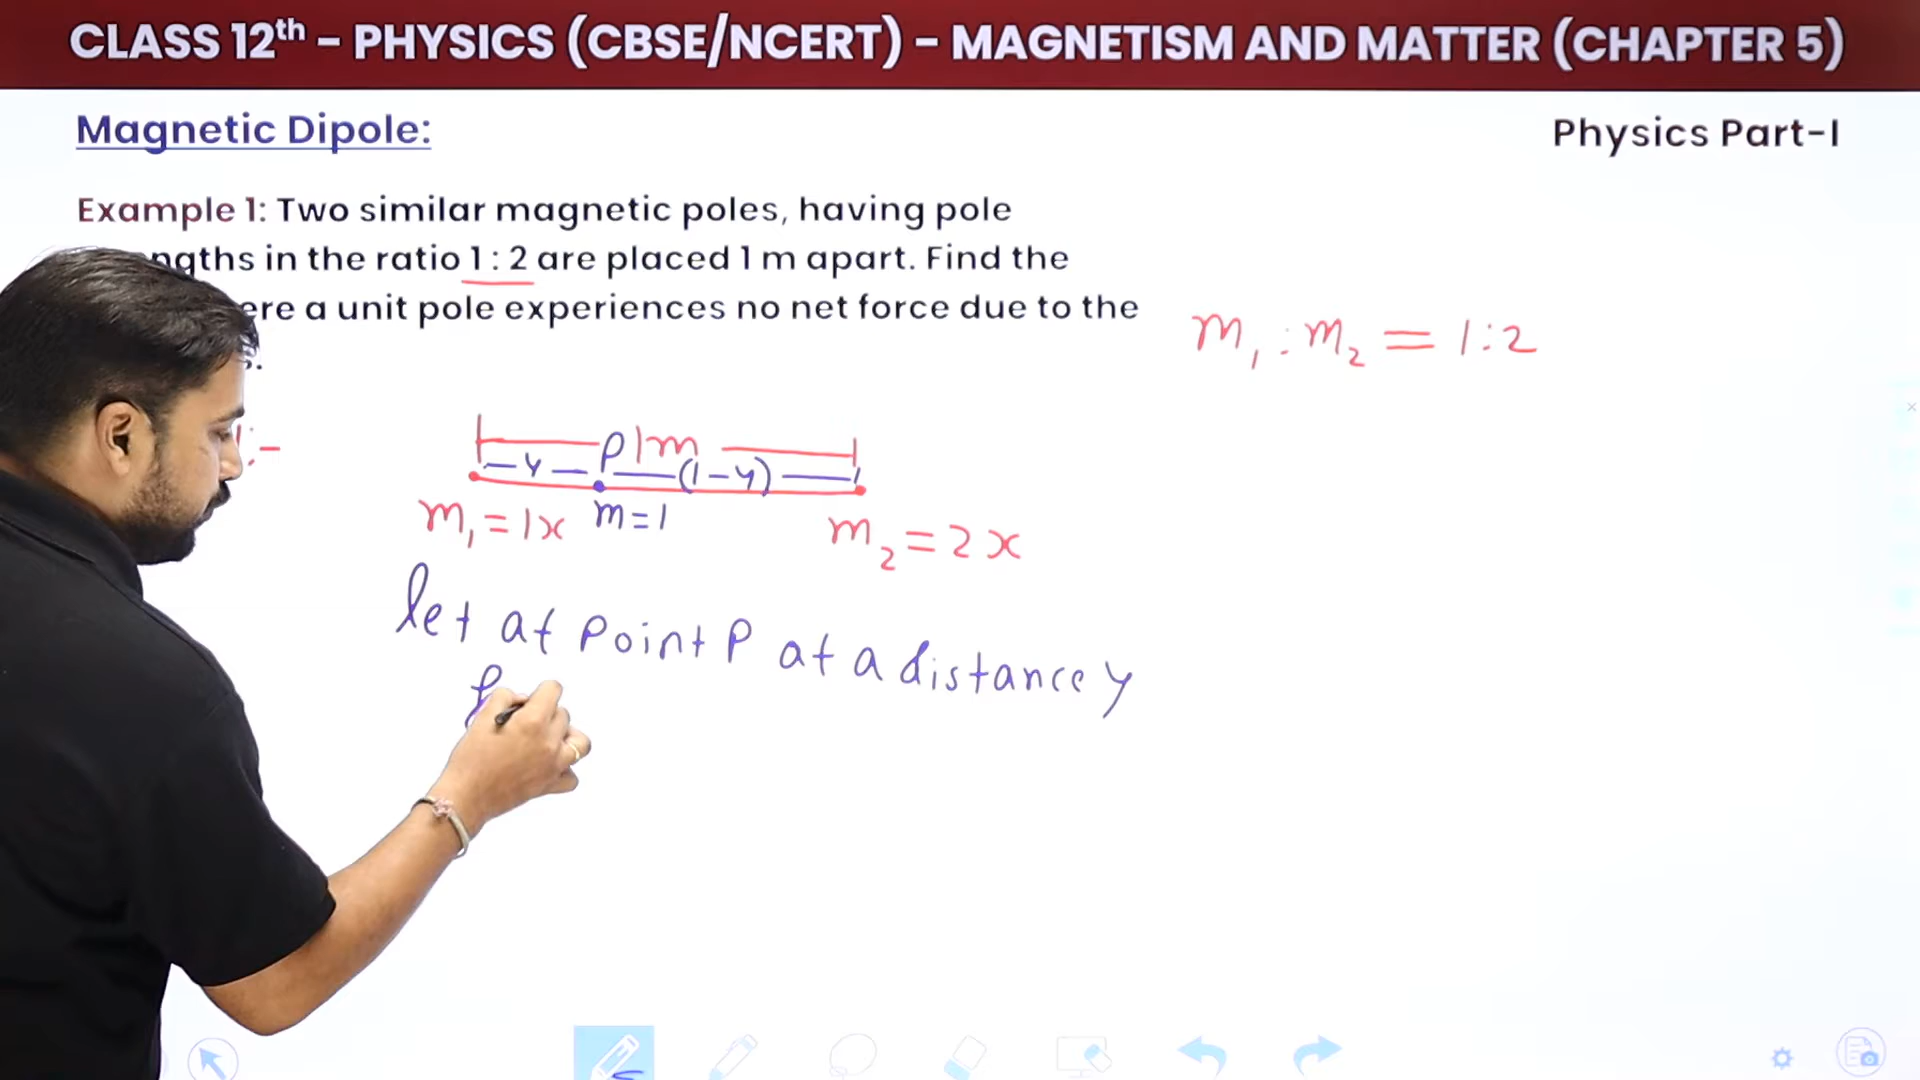 CLASS 12th - PHYSICS (CBSE/NCERT) - MAGNETISM AND MATTER (CHAPTER 5)
Magnetic Dipole:
Physics Part-I
Example 1: Two similar magnetic poles, having pole
ngths in the ratio 1 : 2 are placed 1 m apart. Find the
ere a unit pole experiences no net force due to the
s.
m₁ : m₂ = 1 : 2
:-
P 1m
y (1-y)
m₁ = 1x m = 1 m₂ = 2x
let at point P at a distance y